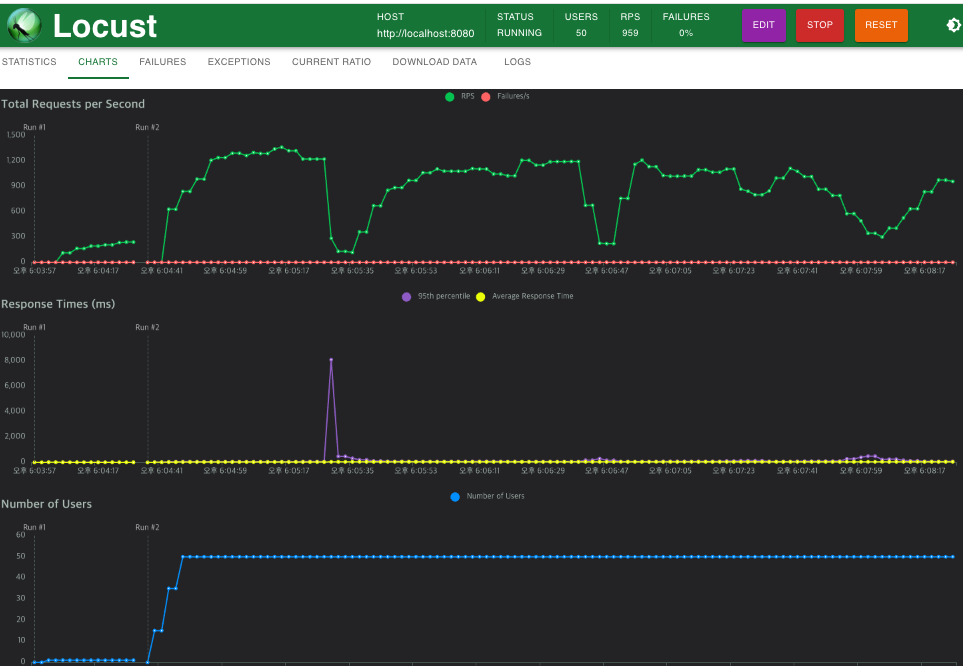 Locust
HOST
http://localhost:8080
STATUS
RUNNING
USERS
50
RPS
959
FAILURES
0%
EDIT
STOP
RESET
STATISTICS CHARTS FAILURES EXCEPTIONS CURRENT RATIO DOWNLOAD DATA LOGS
Total Requests per Second
RPS Failures/s
Run #1 Run #2
1,500
1,200
900
600
300
0
오후 6:03:57 오후 6:04:17 오후 6:04:41 오후 6:04:59 오후 6:05:17 오후 6:05:35 오후 6:05:53 오후 6:06:11 오후 6:06:29 오후 6:06:47 오후 6:07:05 오후 6:07:23 오후 6:07:41 오후 6:07:59 오후 6:08:17
Response Times (ms)
95th percentile Average Response Time
Run #1 Run #2
10,000
8,000
6,000
4,000
2,000
0
오후 6:03:57 오후 6:04:17 오후 6:04:41 오후 6:04:59 오후 6:05:17 오후 6:05:35 오후 6:05:53 오후 6:06:11 오후 6:06:29 오후 6:06:47 오후 6:07:05 오후 6:07:23 오후 6:07:41 오후 6:07:59 오후 6:08:17
Number of Users
Number of Users
Run #1 Run #2
60
50
40
30
20
10
0